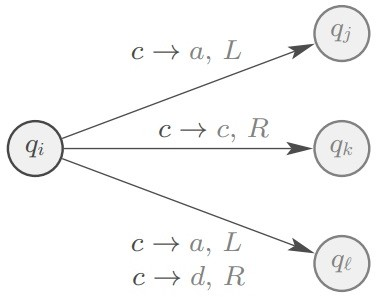 q_j
c → a, L
c → c, R
q_i
q_k
c → a, L
c → d, R
q_ℓ